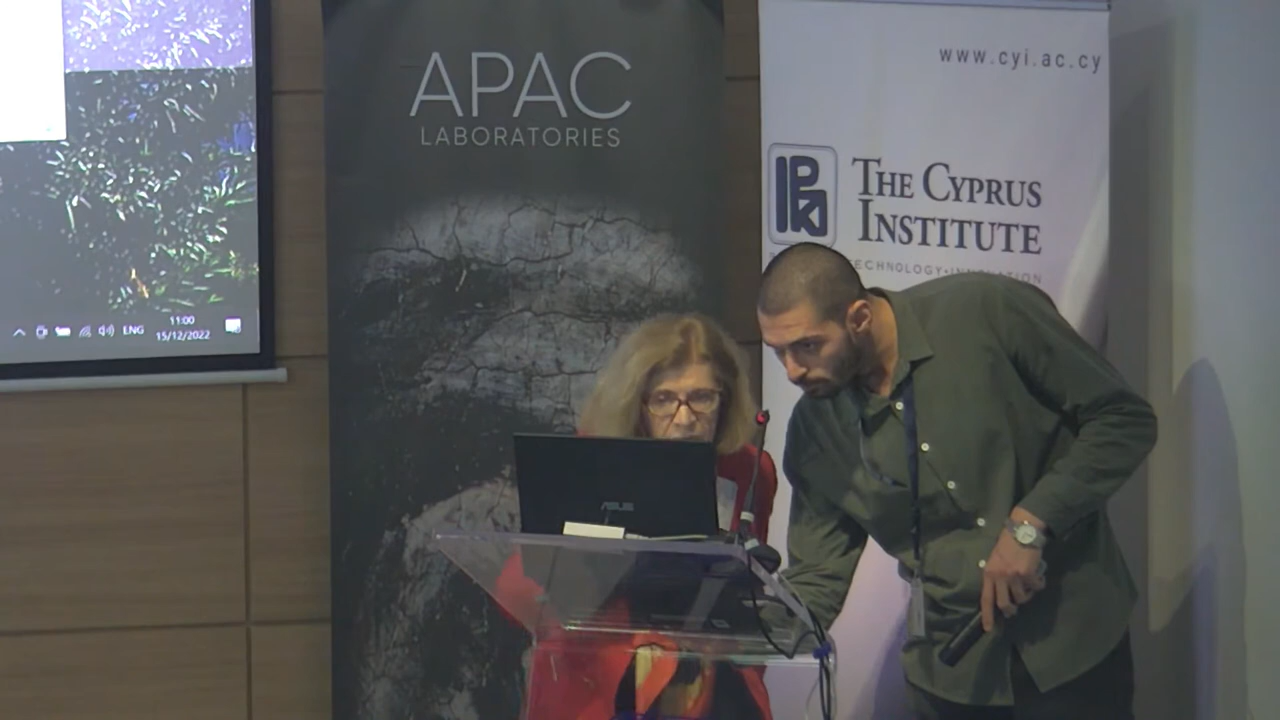 APAC
LABORATORIES
www.cyi.ac.cy
THE CYPRUS
INSTITUTE
ENG
11:00
15/12/2022
ASUS